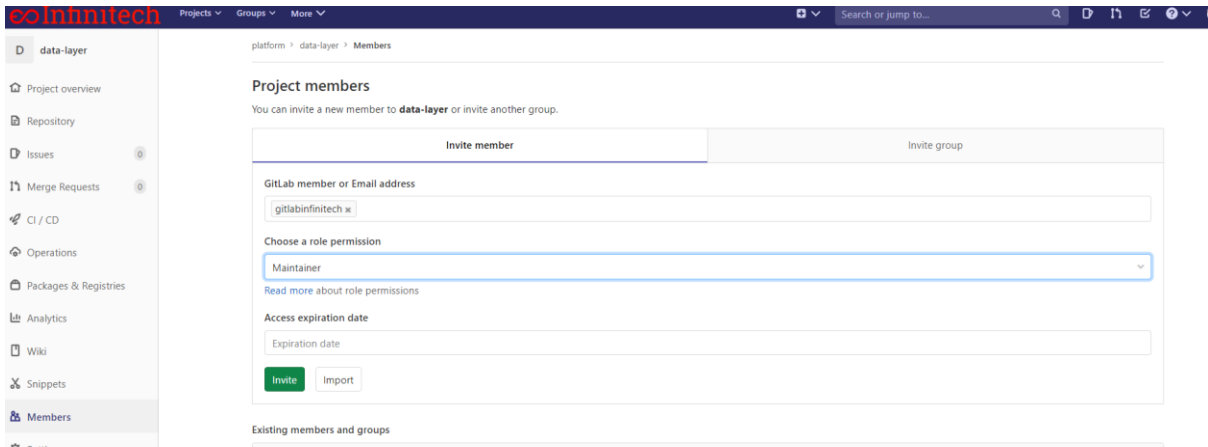 ∞Infinitech Projects Groups More Search or jump to...
D data-layer
Project overview
Repository
Issues 0
Merge Requests 0
CI / CD
Operations
Packages & Registries
Analytics
Wiki
Snippets
Members
platform > data-layer > Members
Project members
You can invite a new member to data-layer or invite another group.
Invite member Invite group
GitLab member or Email address
gitlabinfinitech ×
Choose a role permission
Maintainer
Read more about role permissions
Access expiration date
Expiration date
Invite Import
Existing members and groups